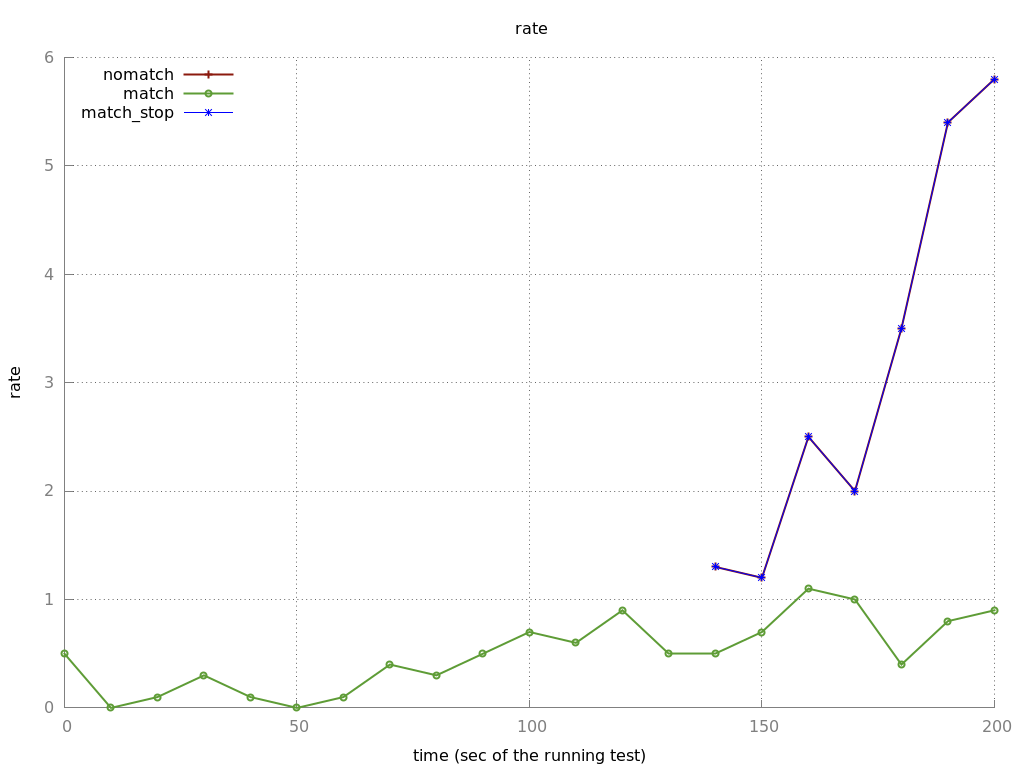 rate
6
nomatch
match
match_stop
5
4
3
rate
2
1
0
0 50 100 150 200
time (sec of the running test)